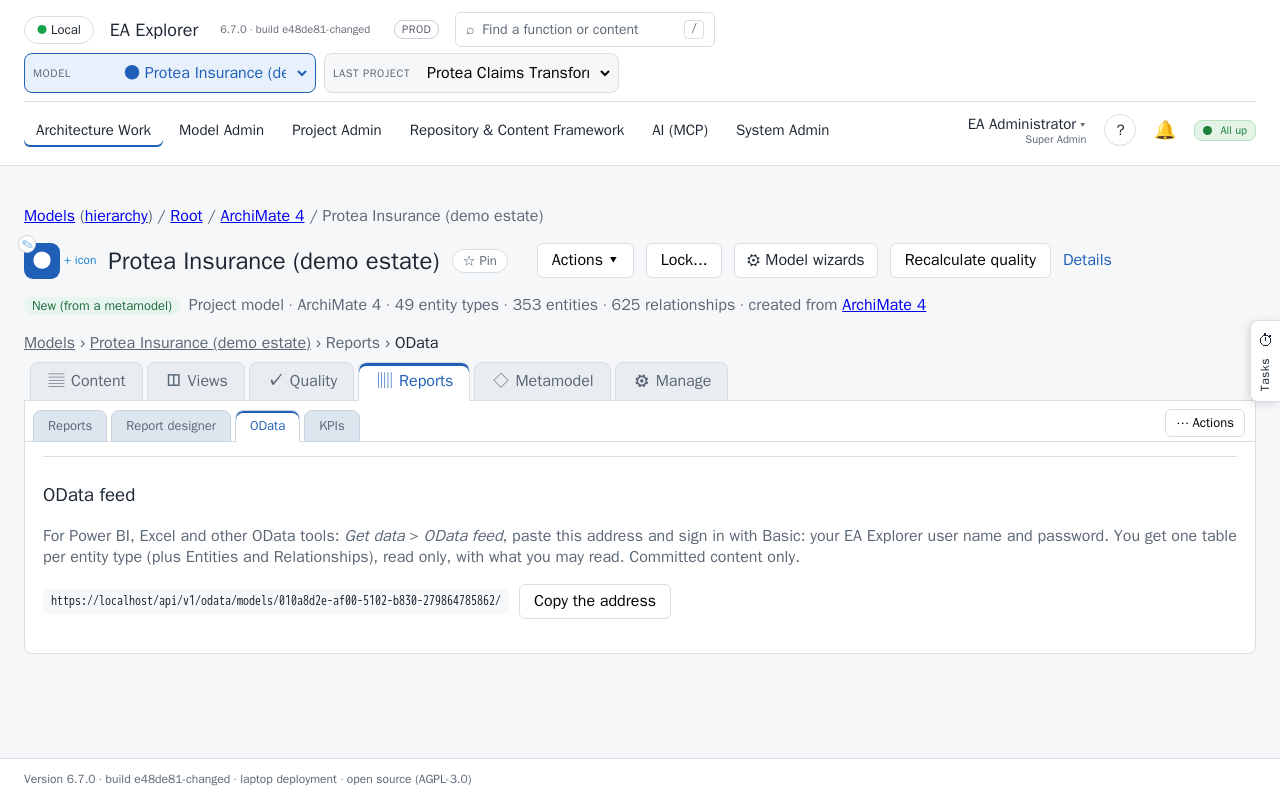 Local
EA Explorer
6.7.0 · build e48de81-changed
PROD
Find a function or content
/
MODEL
Protea Insurance (de
LAST PROJECT
Protea Claims Transfor
Architecture Work
Model Admin
Project Admin
Repository & Content Framework
AI (MCP)
System Admin
EA Administrator
Super Admin
?
All up
Models (hierarchy) / Root / ArchiMate 4 / Protea Insurance (demo estate)
+ icon
Protea Insurance (demo estate)
☆ Pin
Actions ▾
Lock...
⚙ Model wizards
Recalculate quality
Details
New (from a metamodel)
Project model · ArchiMate 4 · 49 entity types · 353 entities · 625 relationships · created from ArchiMate 4
Models › Protea Insurance (demo estate) › Reports › OData
Content
Views
✓ Quality
Reports
◇ Metamodel
⚙ Manage
Tasks
Reports
Report designer
OData
KPIs
··· Actions
OData feed
For Power BI, Excel and other OData tools: Get data > OData feed, paste this address and sign in with Basic: your EA Explorer user name and password. You get one table
per entity type (plus Entities and Relationships), read only, with what you may read. Committed content only.
https://localhost/api/v1/odata/models/010a8d2e-af00-5102-b830-279864785862/
Copy the address
Version 6.7.0 · build e48de81-changed · laptop deployment · open source (AGPL-3.0)